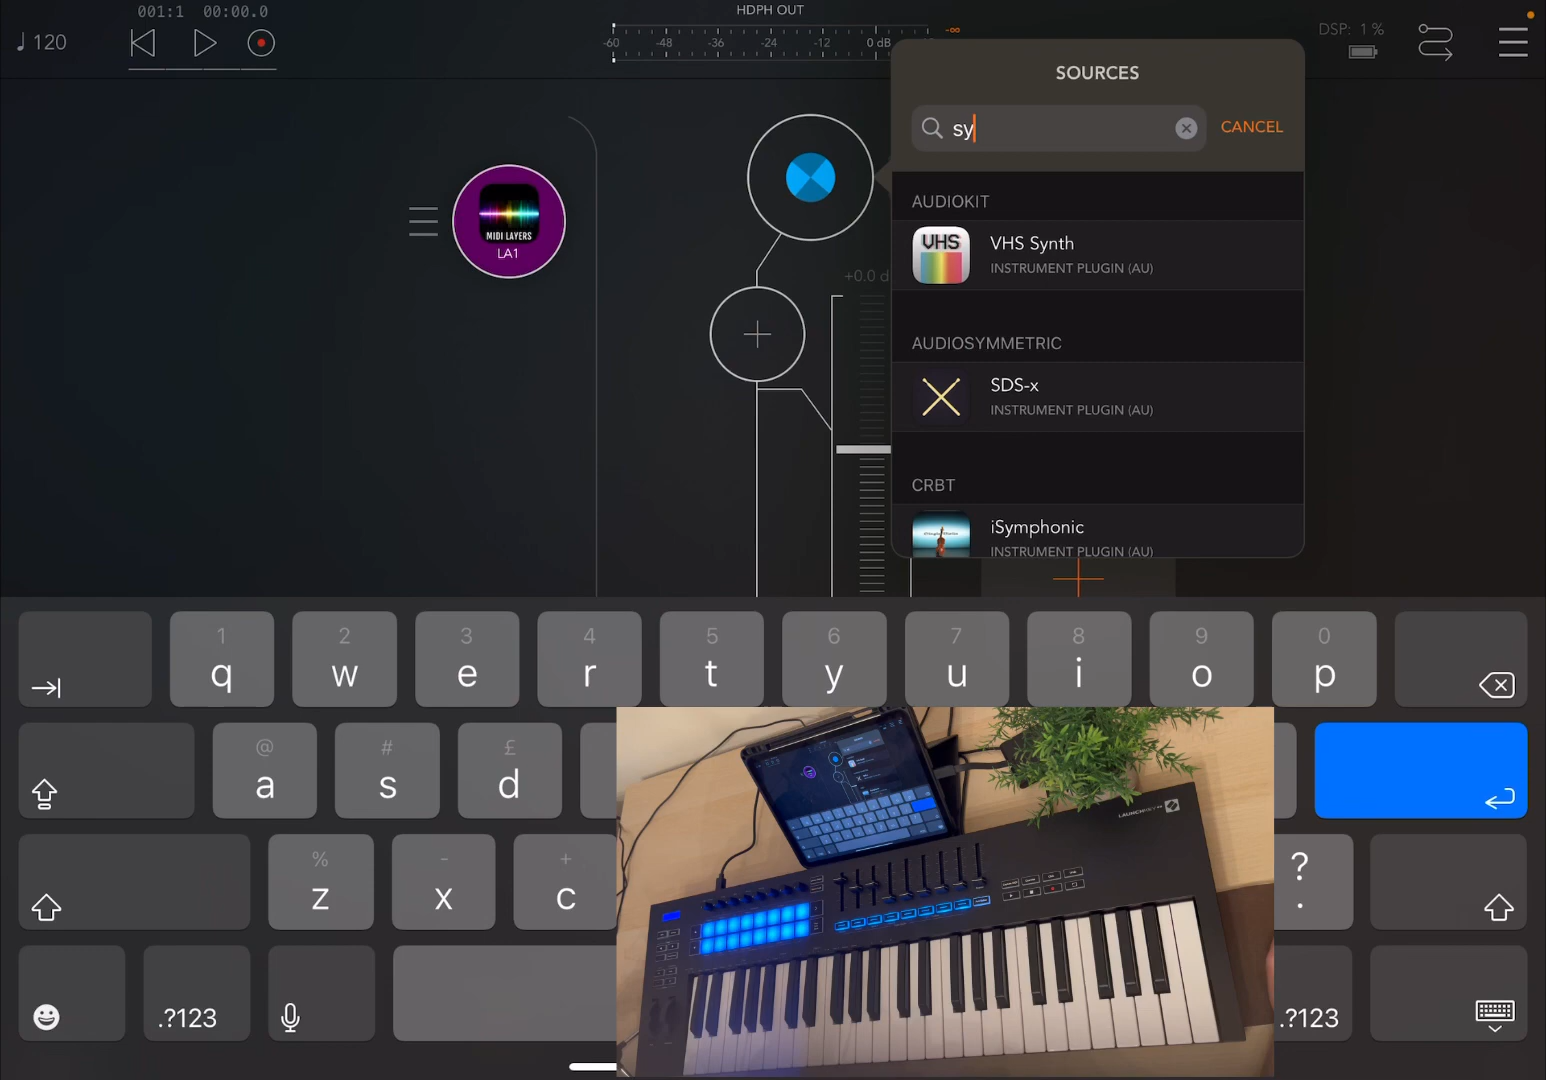 001:1 00:00.0
120
HDPH OUT
-60 -48 -36 -24 -12 0 dB
-∞
DSP: 1 %
SOURCES
sy
CANCEL
AUDIOKIT
VHS
VHS Synth
INSTRUMENT PLUGIN (AU)
AUDIOSYMMETRIC
SDS-x
INSTRUMENT PLUGIN (AU)
CRBT
iSymphonic
INSTRUMENT PLUGIN (AU)
MIDI LAYERS
LA1
+0.0 d
1 2 3 4 5 6 7 8 9 0
q w e r t y u i o p
@ # £
a s d
% - +
z x c
?
.
.?123
.?123
LAUNCHKEY